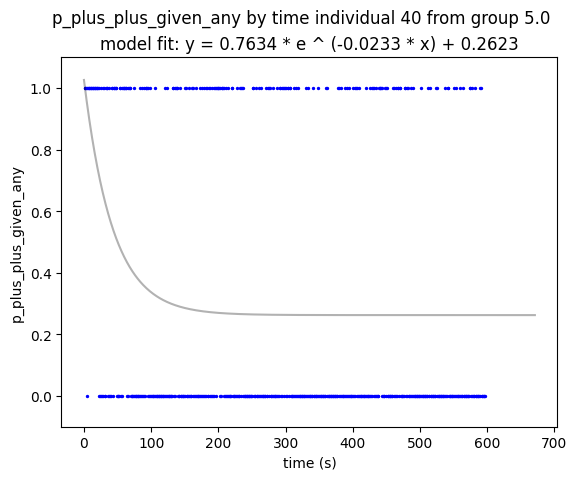 p_plus_plus_given_any by time individual 40 from group 5.0
model fit: y = 0.7634 * e ^ (-0.0233 * x) + 0.2623
1.0
0.8
0.6
0.4
0.2
0.0
p_plus_plus_given_any
0 100 200 300 400 500 600 700
time (s)